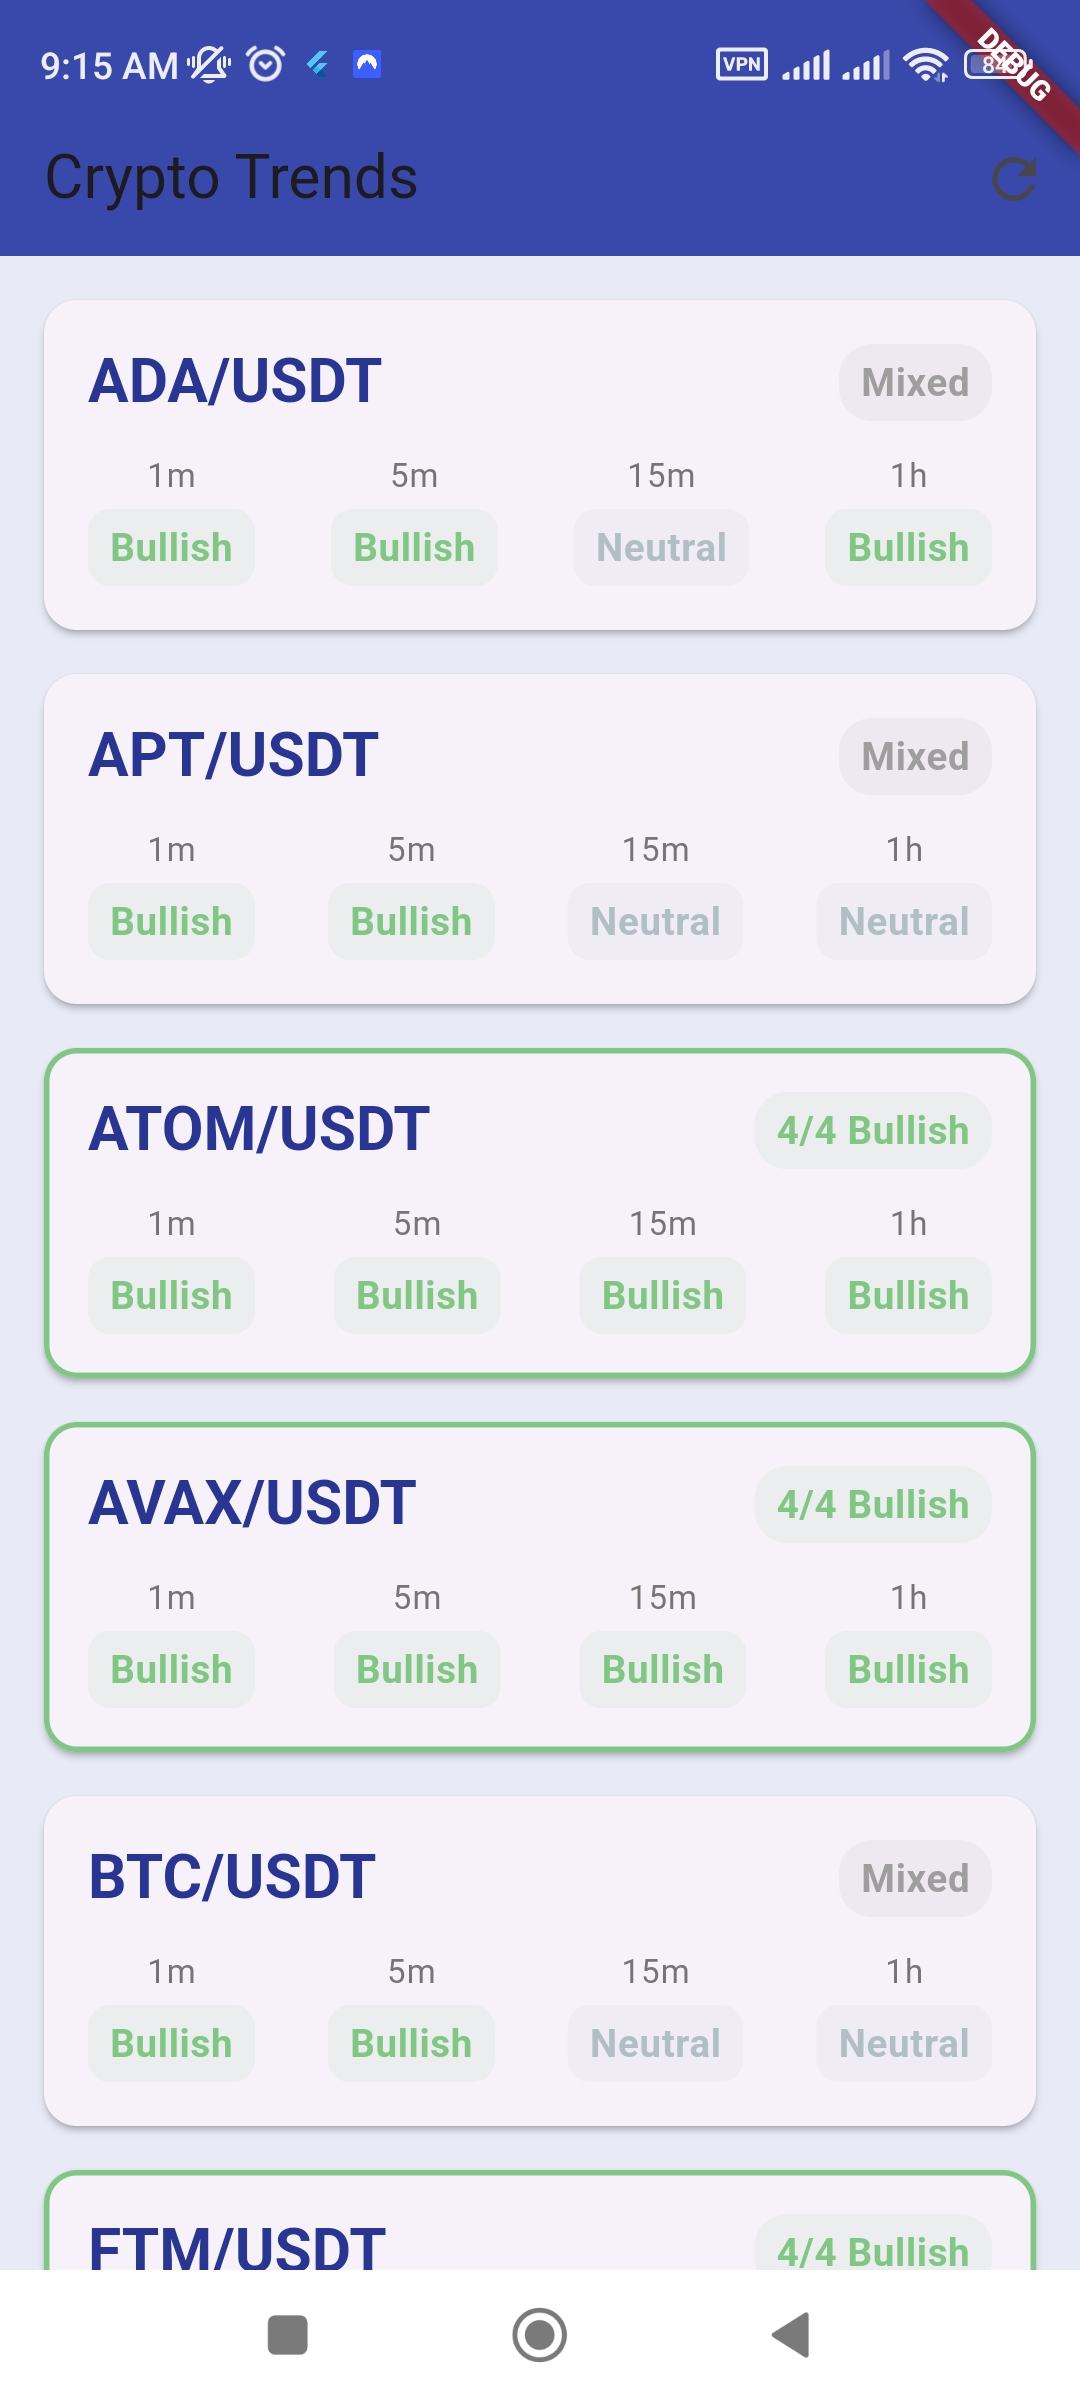 9:15 AM
VPN
84
DEBUG
Crypto Trends
ADA/USDT
Mixed
1m 5m 15m 1h
Bullish Bullish Neutral Bullish
APT/USDT
Mixed
1m 5m 15m 1h
Bullish Bullish Neutral Neutral
ATOM/USDT
4/4 Bullish
1m 5m 15m 1h
Bullish Bullish Bullish Bullish
AVAX/USDT
4/4 Bullish
1m 5m 15m 1h
Bullish Bullish Bullish Bullish
BTC/USDT
Mixed
1m 5m 15m 1h
Bullish Bullish Neutral Neutral
FTM/USDT
4/4 Bullish